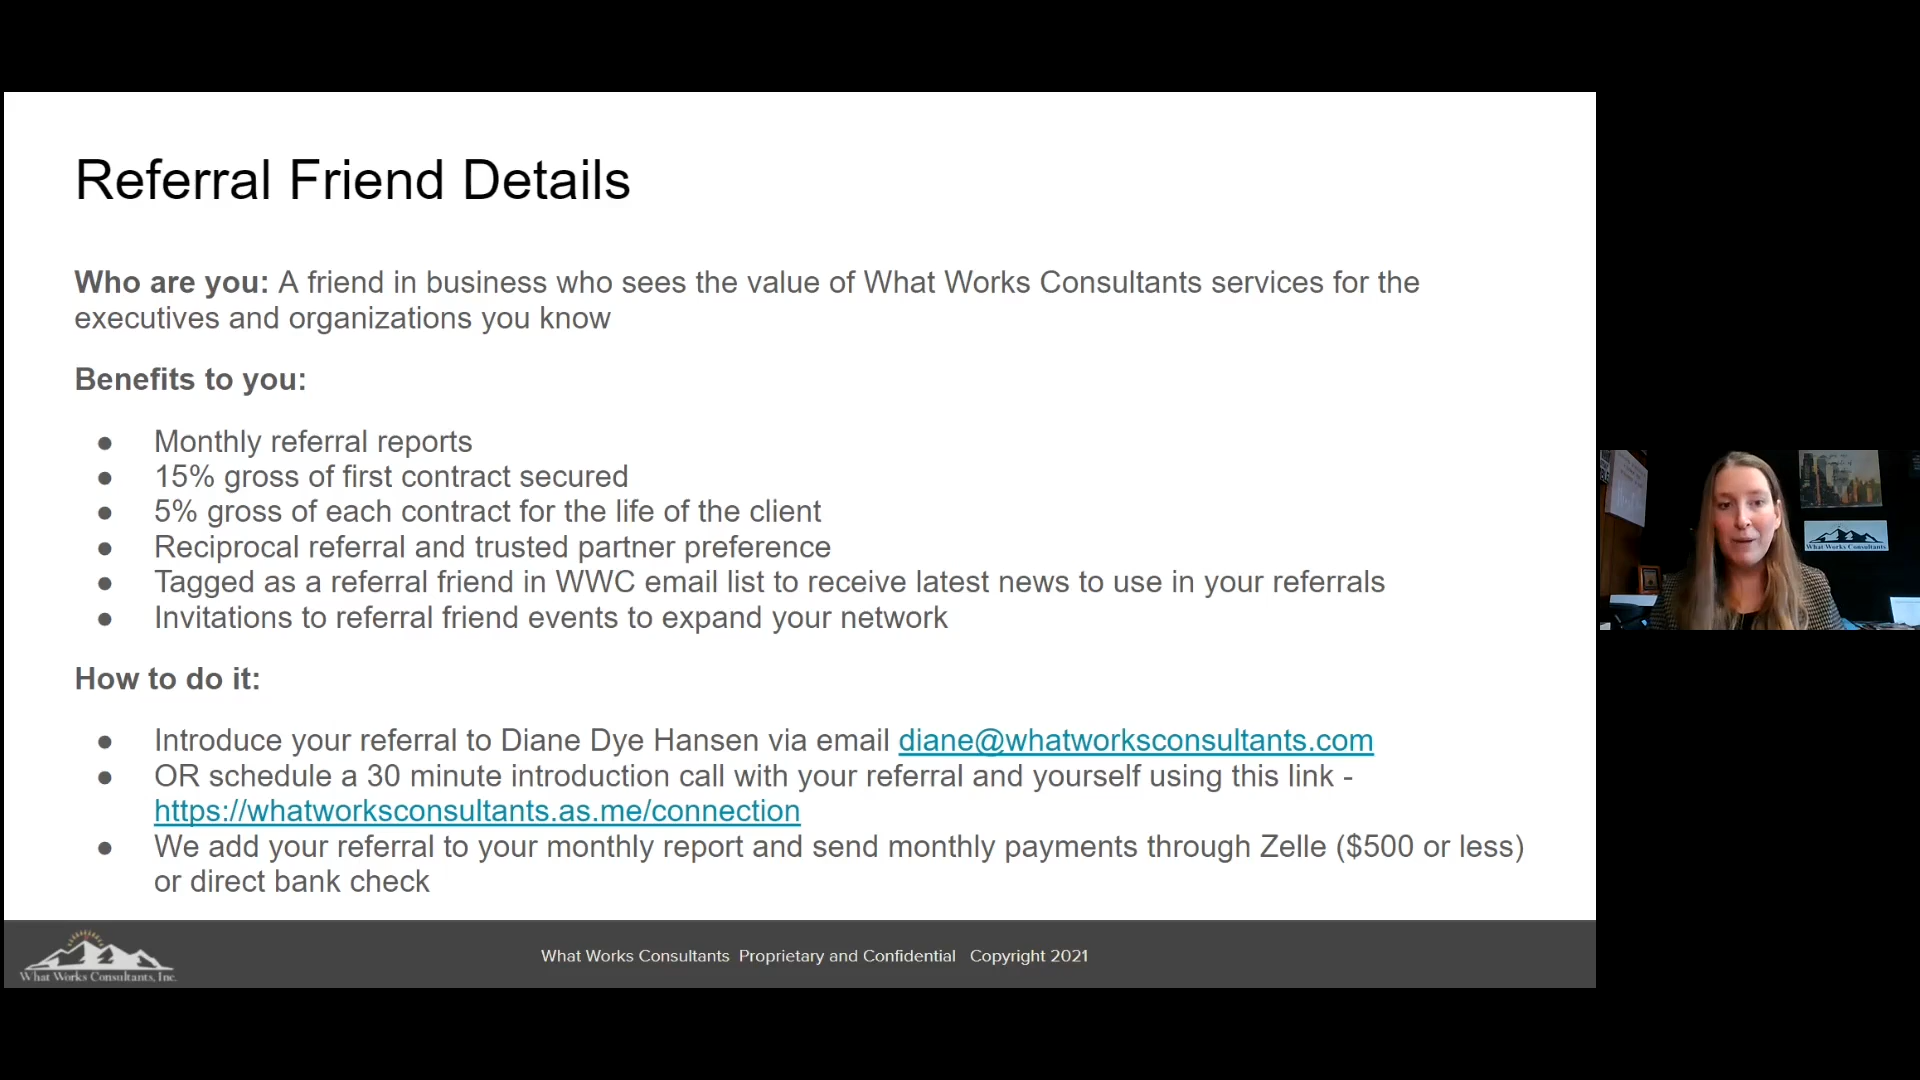 Referral Friend Details
Who are you: A friend in business who sees the value of What Works Consultants services for the
executives and organizations you know
Benefits to you:
● Monthly referral reports
● 15% gross of first contract secured
● 5% gross of each contract for the life of the client
● Reciprocal referral and trusted partner preference
● Tagged as a referral friend in WWC email list to receive latest news to use in your referrals
● Invitations to referral friend events to expand your network
How to do it:
● Introduce your referral to Diane Dye Hansen via email diane@whatworksconsultants.com
● OR schedule a 30 minute introduction call with your referral and yourself using this link -
https://whatworksconsultants.as.me/connection
● We add your referral to your monthly report and send monthly payments through Zelle ($500 or less)
or direct bank check
What Works Consultants, Inc.
What Works Consultants Proprietary and Confidential Copyright 2021
What Works Consultants